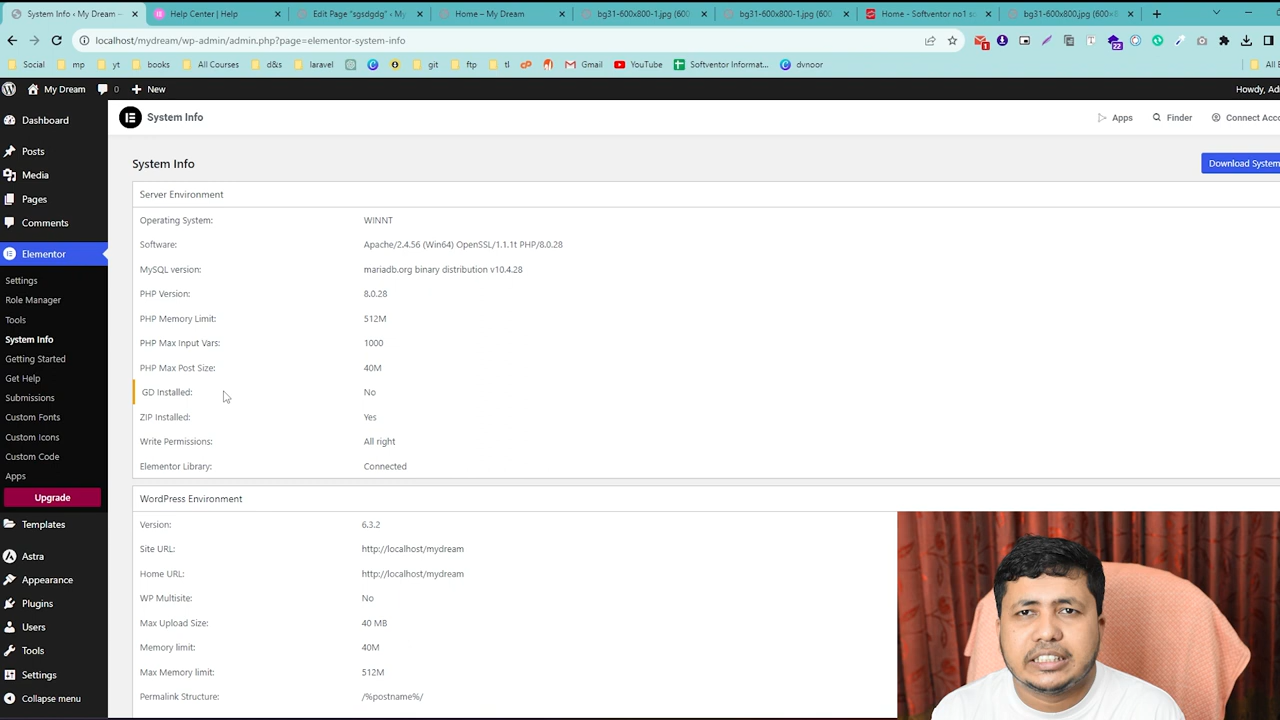 System Info ‹ My Dream
Help Center | Help
Edit Page "sgsdgdg" ‹ My
Home – My Dream
bg31-600x800-1.jpg (600×
bg31-600x800-1.jpg (600×
Home - Softventor no1 s
bg31-600x800.jpg (600×8
localhost/mydream/wp-admin/admin.php?page=elementor-system-info
1
22
Social
mp
yt
books
All Courses
d&s
laravel
git
ftp
tl
Gmail
YouTube
Softventor Informat...
dvnoor
All B
My Dream
0
New
Howdy, Ad
System Info
Apps
Finder
Connect Acco
Dashboard
Posts
Media
Pages
Comments
Elementor
Settings
Role Manager
Tools
System Info
Getting Started
Get Help
Submissions
Custom Fonts
Custom Icons
Custom Code
Apps
Upgrade
Templates
Astra
Appearance
Plugins
Users
Tools
Settings
Collapse menu
System Info
Download System
Server Environment
Operating System: WINNT
Software: Apache/2.4.56 (Win64) OpenSSL/1.1.1t PHP/8.0.28
MySQL version: mariadb.org binary distribution v10.4.28
PHP Version: 8.0.28
PHP Memory Limit: 512M
PHP Max Input Vars: 1000
PHP Max Post Size: 40M
GD Installed: No
ZIP Installed: Yes
Write Permissions: All right
Elementor Library: Connected
WordPress Environment
Version: 6.3.2
Site URL: http://localhost/mydream
Home URL: http://localhost/mydream
WP Multisite: No
Max Upload Size: 40 MB
Memory limit: 40M
Max Memory limit: 512M
Permalink Structure: /%postname%/